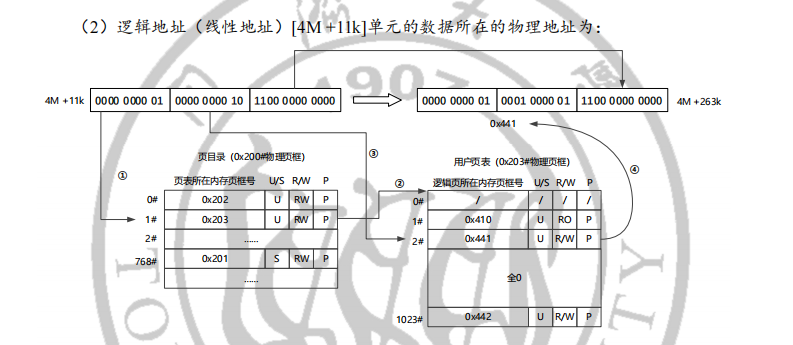 （2）逻辑地址（线性地址）[4M +11k]单元的数据所在的物理地址为：
1907
4M +11k 0000 0000 01 0000 0000 10 1100 0000 0000
0000 0000 01 0001 0000 01 1100 0000 0000 4M +263k
0x441
① ③ ④
页目录（0x200#物理页框）
用户页表（0x203#物理页框）
页表所在内存页框号 U/S R/W P
②
逻辑页所在内存页框号 U/S R/W P
0# 0x202 U RW P
0# / / / /
1# 0x203 U RW P
1# 0x410 U RO P
2# ......
2# 0x441 U R/W P
768# 0x201 S RW P
......
全0
1023# 0x442 U R/W P